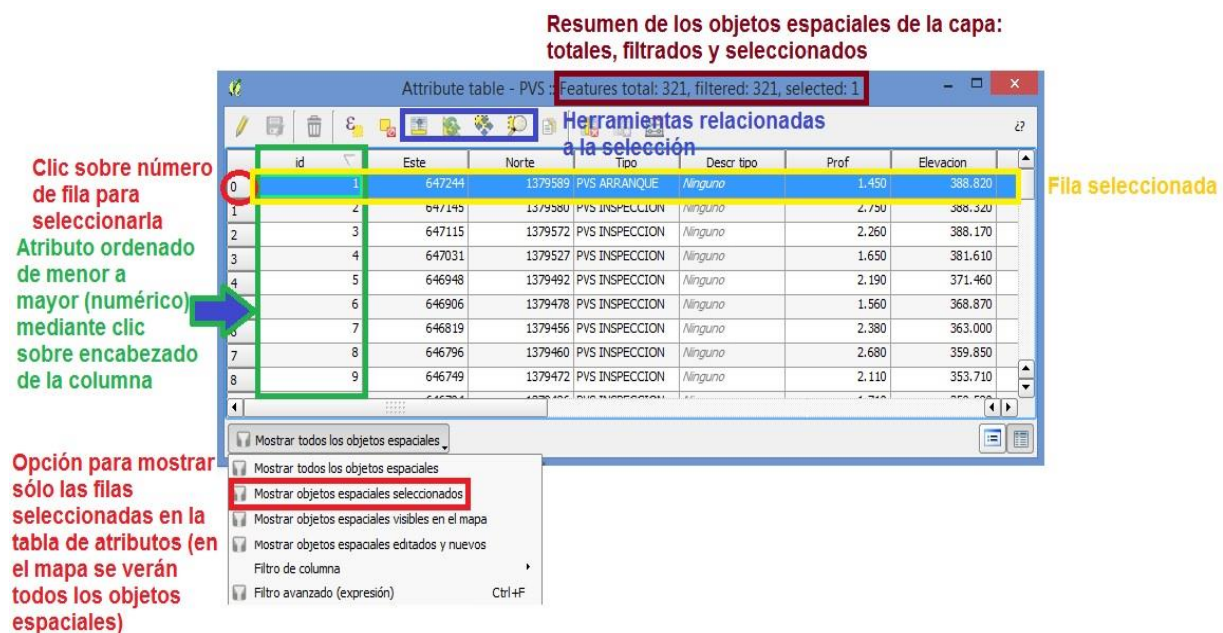 Resumen de los objetos espaciales de la capa:
totales, filtrados y seleccionados
Attribute table - PVS :: Features total: 321, filtered: 321, selected: 1
Herramientas relacionadas
a la selección
Clic sobre número
de fila para
seleccionarla
Atributo ordenado
de menor a
mayor (numérico)
mediante clic
sobre encabezado
de la columna
id Este Norte Tipo Descr tipo Prof Elevacion
0 1 647244 1379589 PVS ARRANQUE Ninguno 1.450 388.820
Fila seleccionada
1 2 647145 1379580 PVS INSPECCION Ninguno 2.750 388.320
2 3 647115 1379572 PVS INSPECCION Ninguno 2.260 388.170
3 4 647031 1379527 PVS INSPECCION Ninguno 1.650 381.610
4 5 646948 1379492 PVS INSPECCION Ninguno 2.190 371.460
6 646906 1379478 PVS INSPECCION Ninguno 1.560 368.870
7 646819 1379456 PVS INSPECCION Ninguno 2.380 363.000
7 8 646796 1379460 PVS INSPECCION Ninguno 2.680 359.850
8 9 646749 1379472 PVS INSPECCION Ninguno 2.110 353.710
Mostrar todos los objetos espaciales
Mostrar todos los objetos espaciales
Mostrar objetos espaciales seleccionados
Mostrar objetos espaciales visibles en el mapa
Mostrar objetos espaciales editados y nuevos
Filtro de columna
Filtro avanzado (expresión) Ctrl+F
Opción para mostrar
sólo las filas
seleccionadas en la
tabla de atributos (en
el mapa se verán
todos los objetos
espaciales)